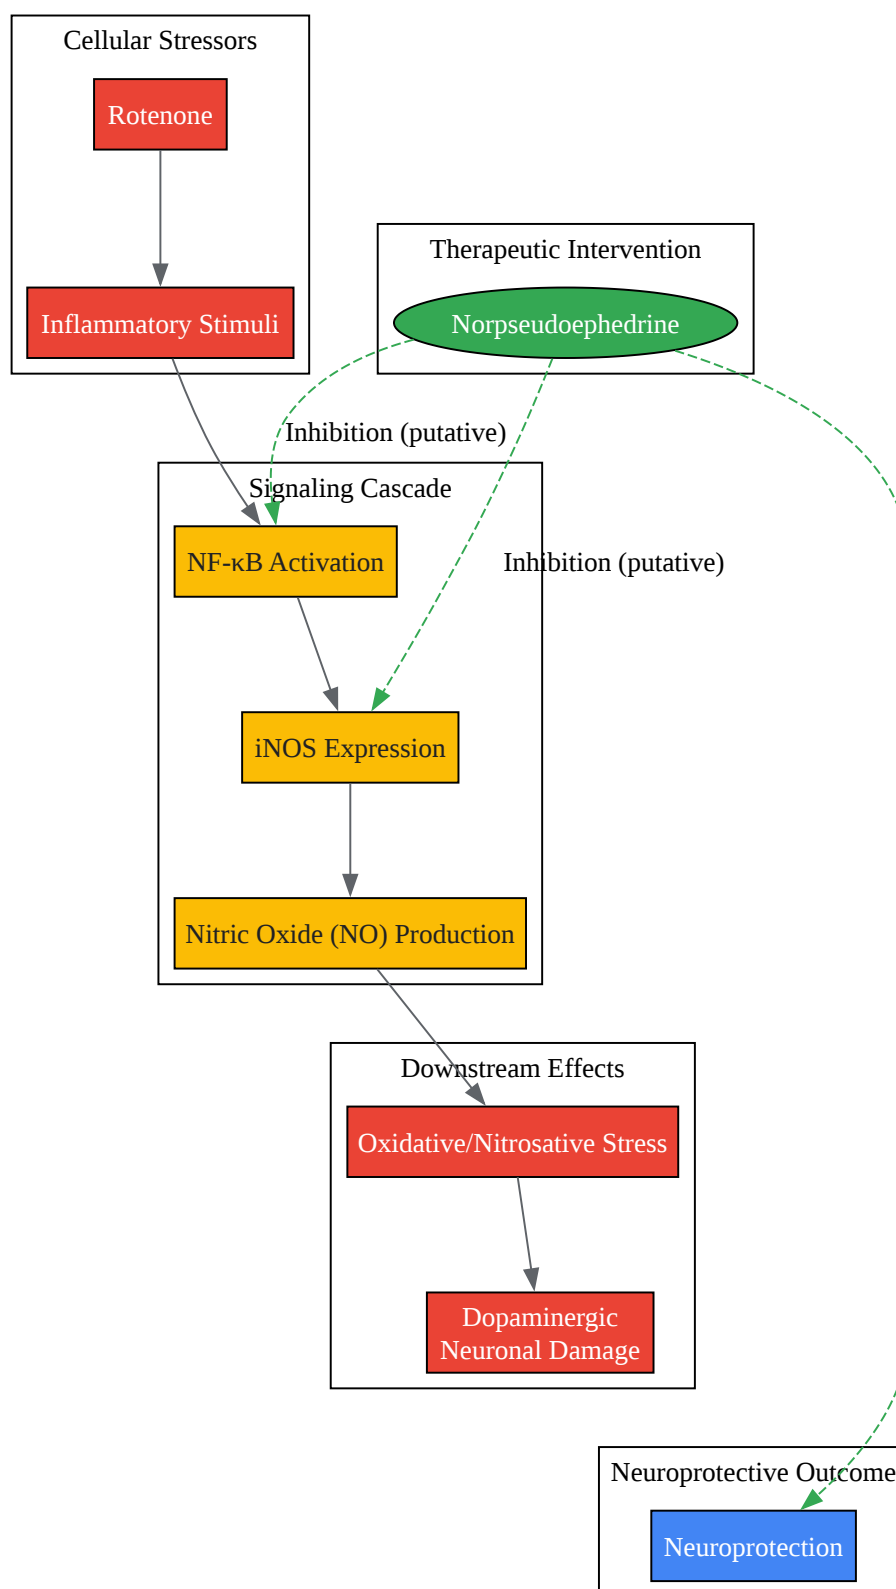 Cellular Stressors
Rotenone
Inflammatory Stimuli
Therapeutic Intervention
Norpseudoephedrine
Inhibition (putative)
Inhibition (putative)
Signaling Cascade
NF-κB Activation
iNOS Expression
Nitric Oxide (NO) Production
Downstream Effects
Oxidative/Nitrosative Stress
Dopaminergic
Neuronal Damage
Neuroprotective Outcome
Neuroprotection